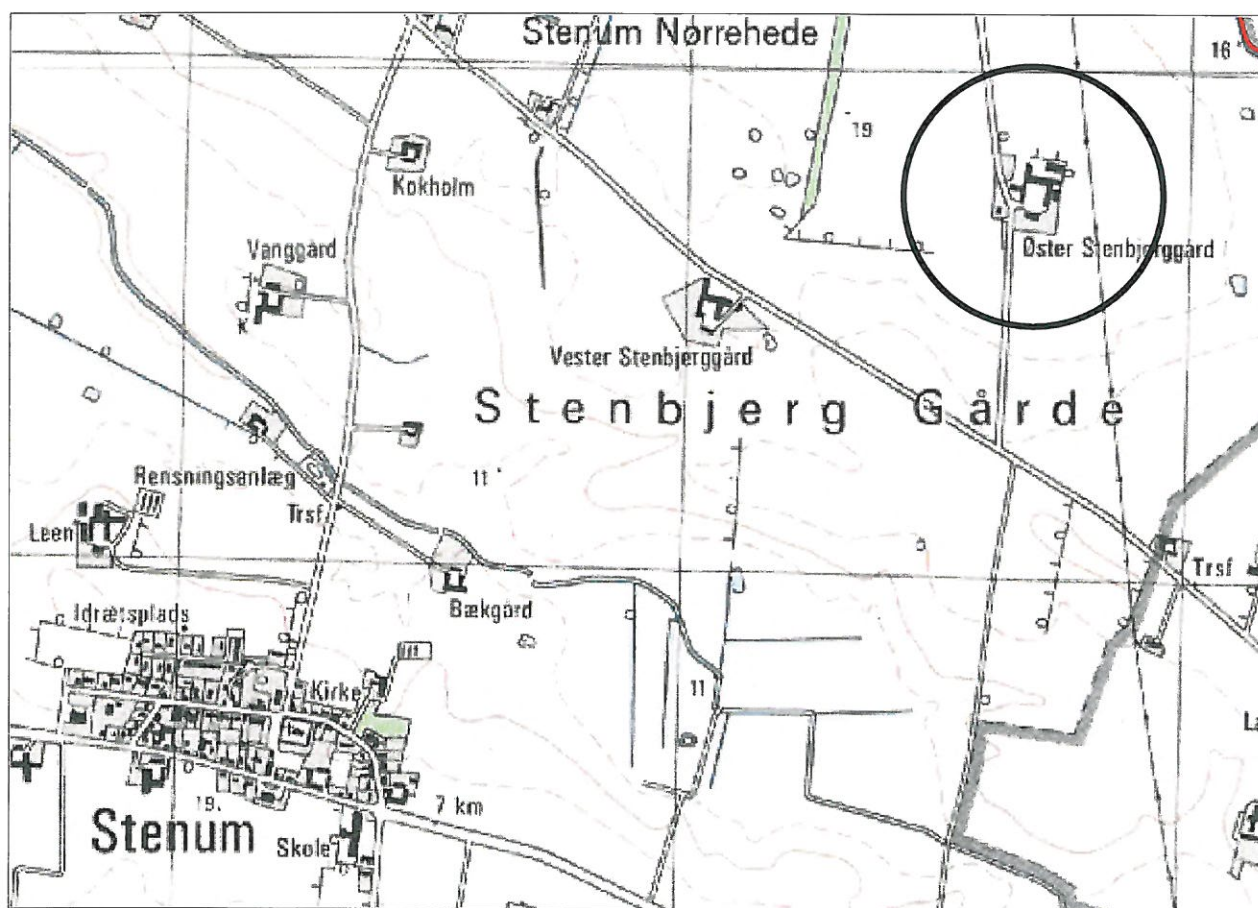 Stenum Nørrehede
16
19
Kokholm
Øster Stenbjerggård
Vanggård
K
Vester Stenbjerggård
Stenbjerg Gårde
11
Rensningsanlæg
Trsf
Leen
Trsf
Bækgård
Idrætsplads
Kirke
11
19.
7 km
Stenum
Skole